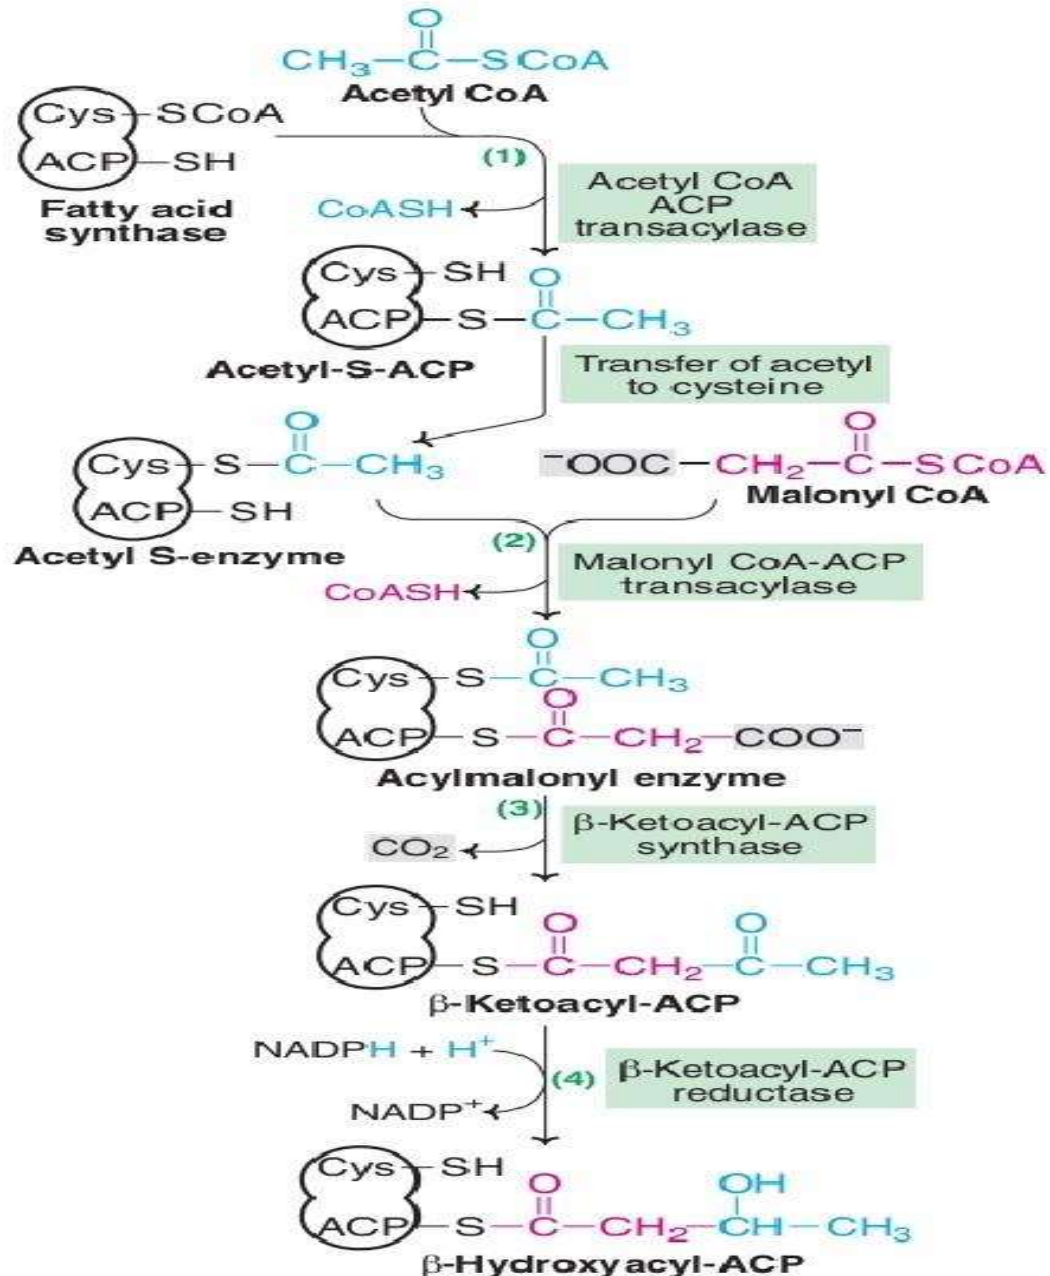 O
CH₃–C–S CoA
Acetyl CoA
Cys–SCoA
ACP–SH
Fatty acid
synthase
(1)
Acetyl CoA
ACP
transacylase
CoASH
Cys–SH
O
ACP–S–C–CH₃
Acetyl-S-ACP
Transfer of acetyl
to cysteine
O
Cys–S–C–CH₃
ACP–SH
Acetyl S-enzyme
O
⁻OOC–CH₂–C–S CoA
Malonyl CoA
(2)
Malonyl CoA-ACP
transacylase
CoASH
O
Cys–S–C–CH₃
O
ACP–S–C–CH₂–COO⁻
Acylmalonyl enzyme
(3)
β-Ketoacyl-ACP
synthase
CO₂
Cys–SH
O O
ACP–S–C–CH₂–C–CH₃
β-Ketoacyl-ACP
NADPH + H⁺
(4)
β-Ketoacyl-ACP
reductase
NADP⁺
Cys–SH
O OH
ACP–S–C–CH₂–CH–CH₃
β-Hydroxyacyl-ACP